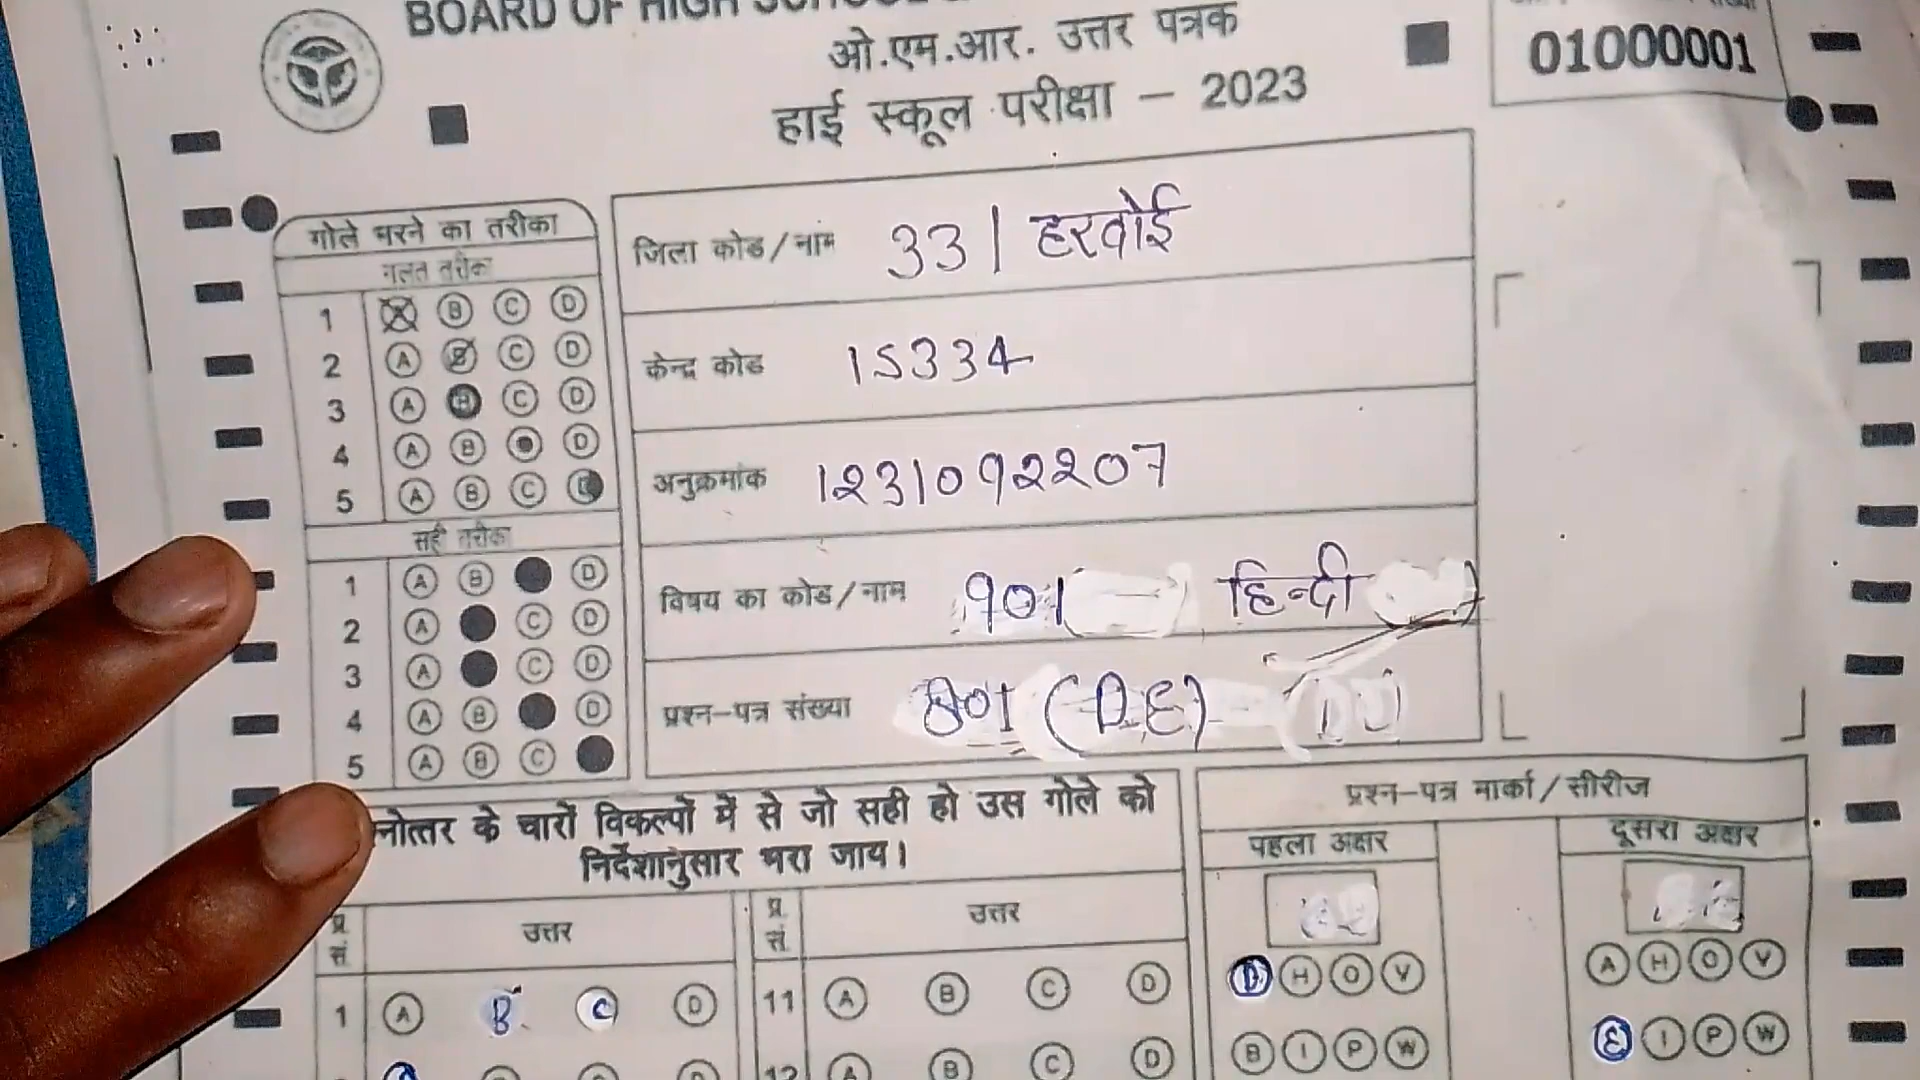 BOARD OF HIGH
ओ.एम.आर. उत्तर पत्रक
हाई स्कूल परीक्षा – 2023
01000001
गोले भरने का तरीका
गलत तरीका
1 B C D
2 A B C D
3 A B C D
4 A B D
5 A B C
सही तरीका
1 A B D
2 A C D
3 A C D
4 A B D
5 A B C
जिला कोड/नाम 33 | हरदोई
केन्द्र कोड 15334
अनुक्रमांक 1231092207
विषय का कोड/नाम 901 हिन्दी
प्रश्न-पत्र संख्या 801 (DE)
नोत्तर के चारों विकल्पों में से जो सही हो उस गोले को
निर्देशानुसार भरा जाय।
प्रश्न-पत्र मार्का/सीरीज
पहला अक्षर दूसरा अक्षर
प्र. सं. उत्तर प्र. सं. उत्तर
D H O V A H O V
1 A B C D 11 A B C D
B I P W E I P W
12 A B C D